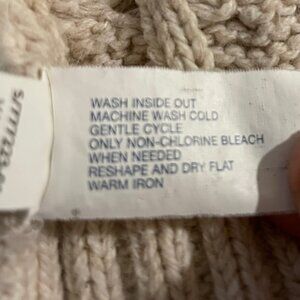 WASH INSIDE OUT
MACHINE WASH COLD
GENTLE CYCLE
ONLY NON-CHLORINE BLEACH
WHEN NEEDED
RESHAPE AND DRY FLAT
WARM IRON